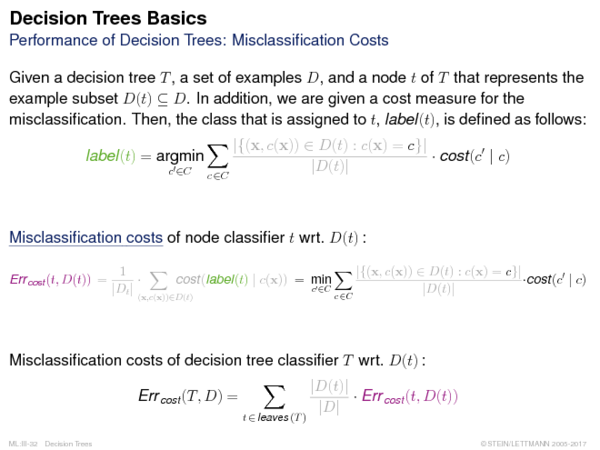 Decision Trees Basics
Performance of Decision Trees: Misclassification Costs
Given a decision tree T, a set of examples D, and a node t of T that represents the
example subset D(t) ⊆ D. In addition, we are given a cost measure for the
misclassification. Then, the class that is assigned to t, label(t), is defined as follows:
label(t) = argmin_{c′∈C} ∑_{c∈C} |{(x, c(x)) ∈ D(t) : c(x) = c}| / |D(t)| · cost(c′ | c)
Misclassification costs of node classifier t wrt. D(t) :
Err_cost(t, D(t)) = 1/|D_t| · ∑_{(x,c(x))∈D(t)} cost(label(t) | c(x)) = min_{c′∈C} ∑_{c∈C} |{(x, c(x)) ∈ D(t) : c(x) = c}| / |D(t)| · cost(c′ | c)
Misclassification costs of decision tree classifier T wrt. D(t) :
Err_cost(T, D) = ∑_{t ∈ leaves(T)} |D(t)| / |D| · Err_cost(t, D(t))
ML:III-32 Decision Trees © STEIN/LETTMANN 2005-2017